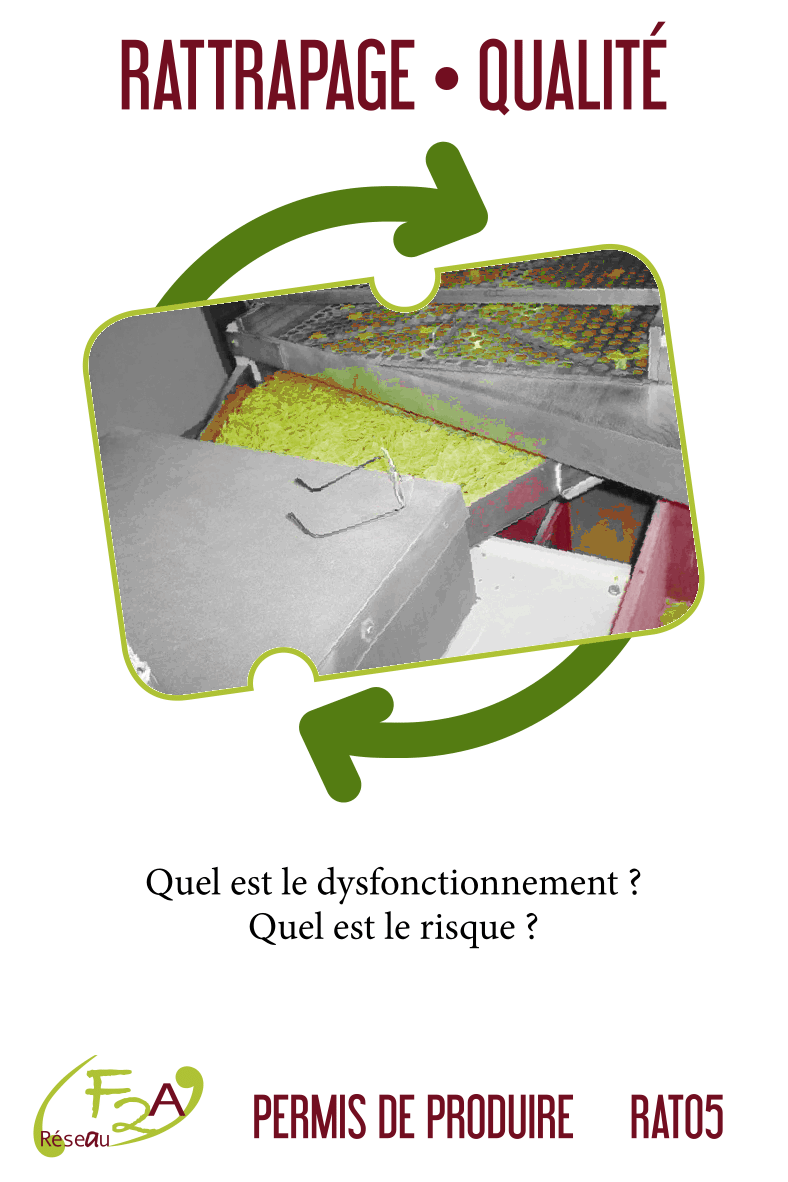 RATTRAPAGE • QUALITÉ
Quel est le dysfonctionnement ?
Quel est le risque ?
Réseau F2A
PERMIS DE PRODUIRE RAT05